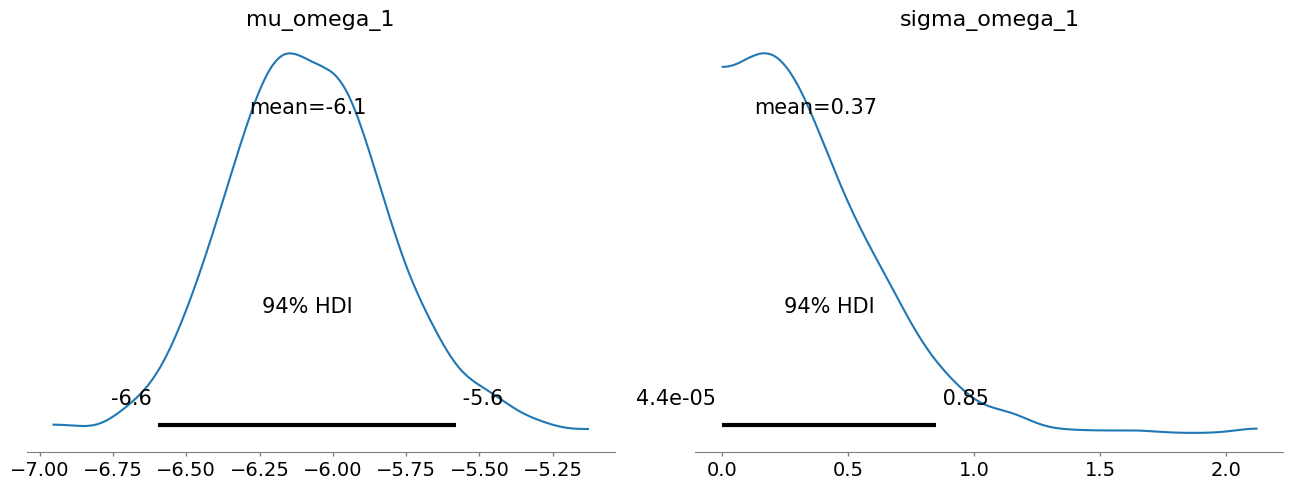 mu_omega_1
mean=-6.1
94% HDI
-6.6
-5.6
−7.00 −6.75 −6.50 −6.25 −6.00 −5.75 −5.50 −5.25
sigma_omega_1
mean=0.37
94% HDI
4.4e-05
0.85
0.0 0.5 1.0 1.5 2.0